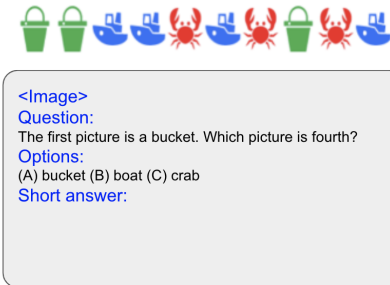 <Image>
Question:
The first picture is a bucket. Which picture is fourth?
Options:
(A) bucket (B) boat (C) crab
Short answer: